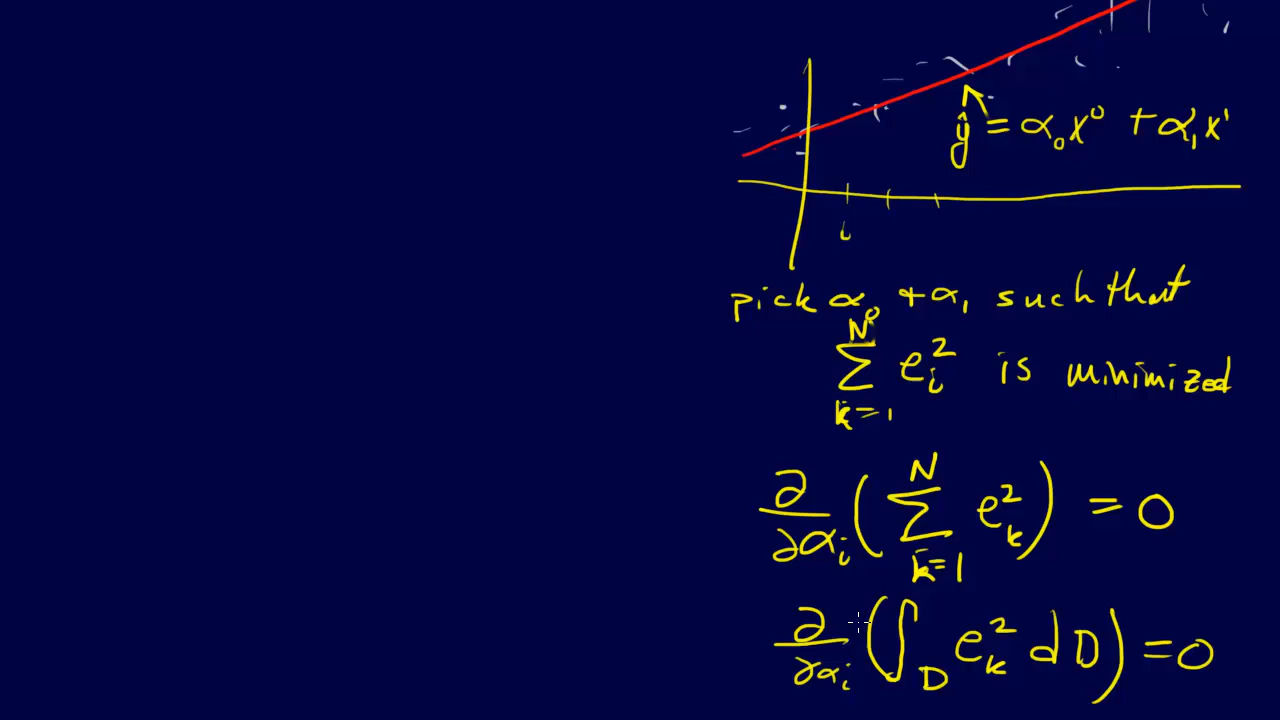 ŷ = α₀x⁰ + α₁x¹
pick α₀ + α₁ such that
N
∑ eᵢ² is minimized
k=1
∂/∂αᵢ ( ∑ₖ₌₁ᴺ eₖ² ) = 0
∂/∂αᵢ ( ∫_D eₖ² dD ) = 0